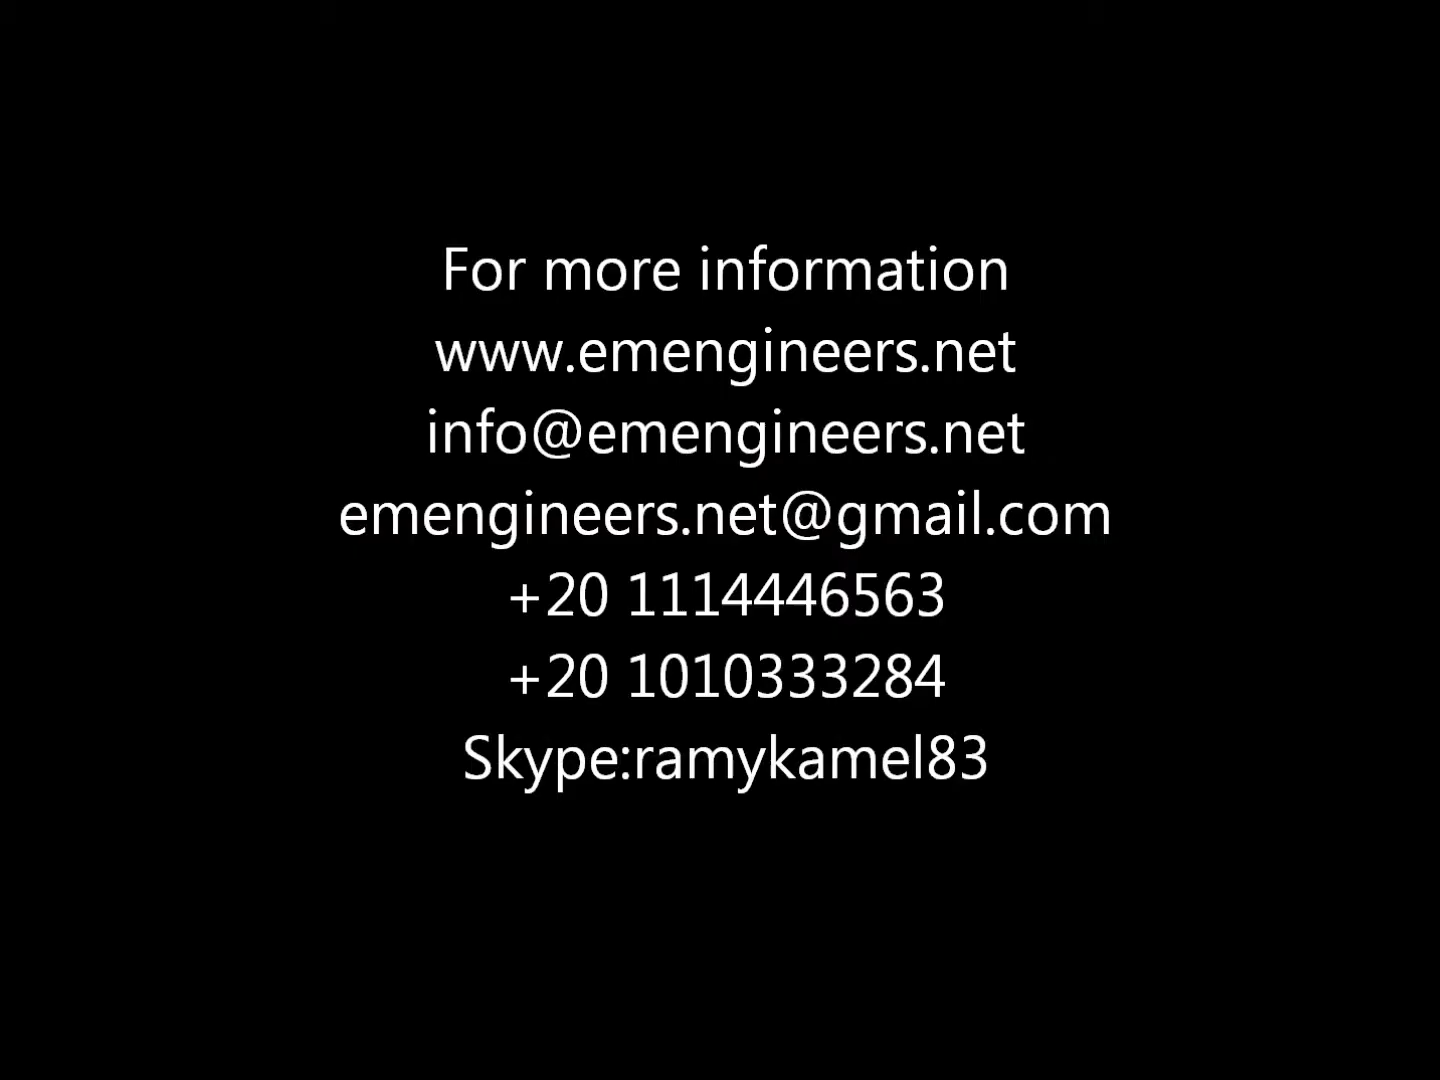 For more information
www.emengineers.net
info@emengineers.net
emengineers.net@gmail.com
+20 1114446563
+20 1010333284
Skype:ramykamel83